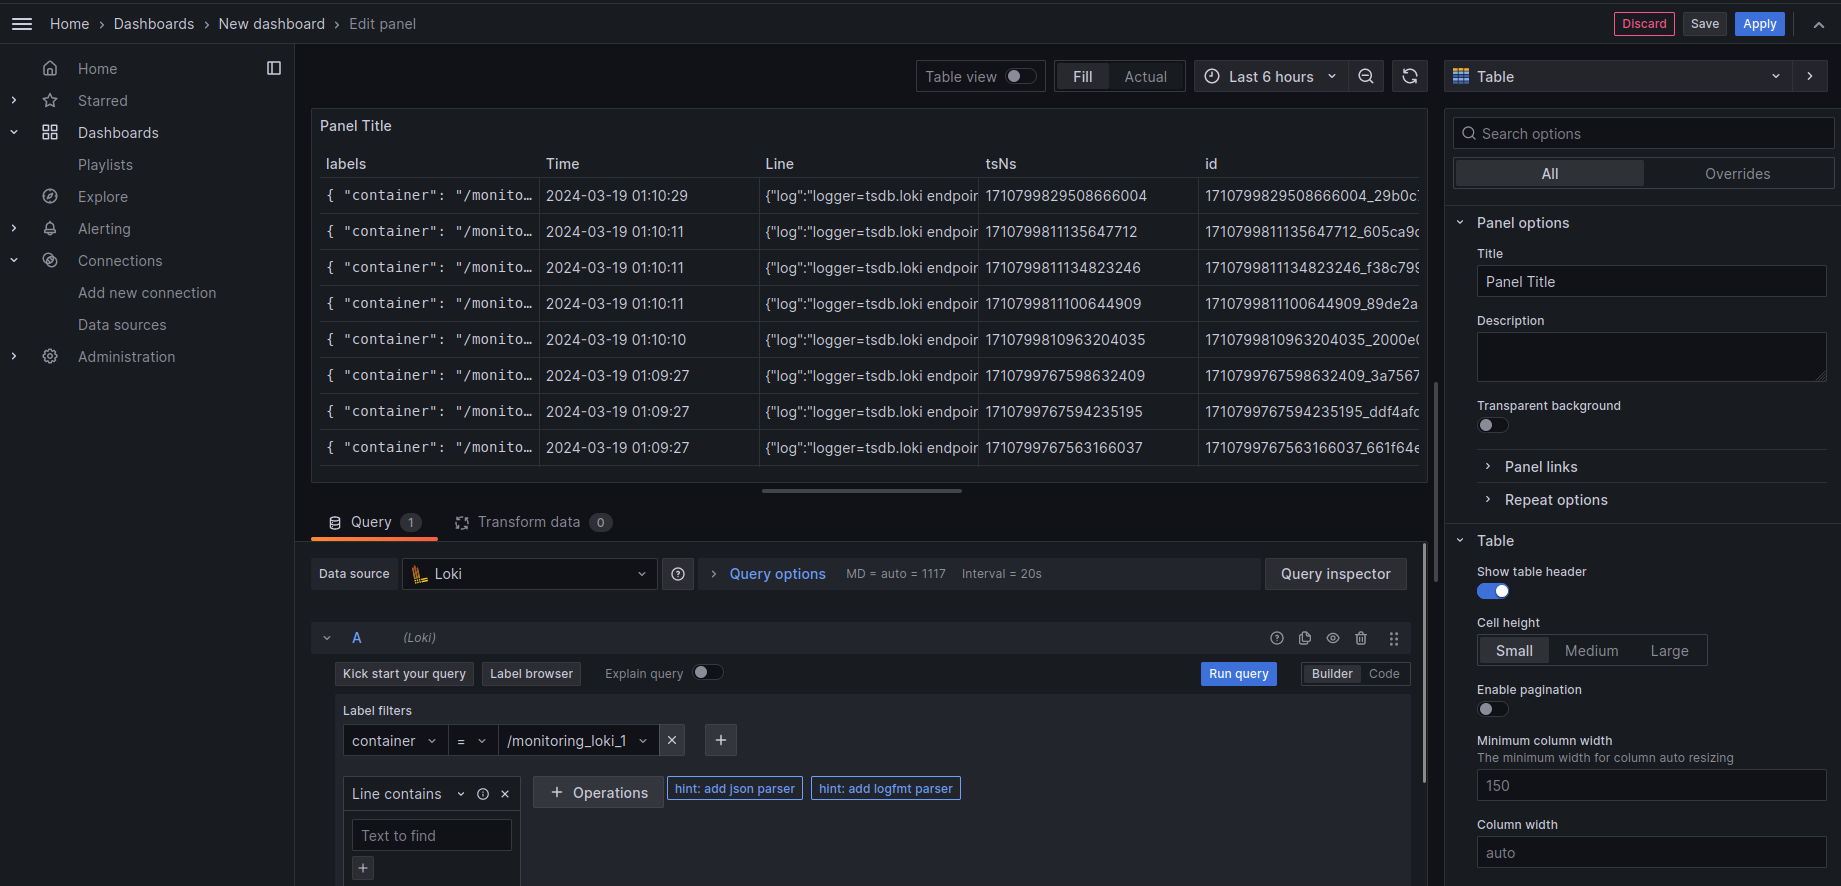 Home › Dashboards › New dashboard › Edit panel
Discard Save Apply
Home
Starred
Dashboards
Playlists
Explore
Alerting
Connections
Add new connection
Data sources
Administration
Table view Fill Actual Last 6 hours
Panel Title
labels Time Line tsNs id
{ "container": "/monito… 2024-03-19 01:10:29 {"log":"logger=tsdb.loki endpoin 1710799829508666004 1710799829508666004_29b0c
{ "container": "/monito… 2024-03-19 01:10:11 {"log":"logger=tsdb.loki endpoin 1710799811135647712 1710799811135647712_605ca9c
{ "container": "/monito… 2024-03-19 01:10:11 {"log":"logger=tsdb.loki endpoin 1710799811134823246 1710799811134823246_f38c799
{ "container": "/monito… 2024-03-19 01:10:11 {"log":"logger=tsdb.loki endpoin 1710799811100644909 1710799811100644909_89de2a
{ "container": "/monito… 2024-03-19 01:10:10 {"log":"logger=tsdb.loki endpoin 1710799810963204035 1710799810963204035_2000e0
{ "container": "/monito… 2024-03-19 01:09:27 {"log":"logger=tsdb.loki endpoin 1710799767598632409 1710799767598632409_3a7567
{ "container": "/monito… 2024-03-19 01:09:27 {"log":"logger=tsdb.loki endpoin 1710799767594235195 1710799767594235195_ddf4afc
{ "container": "/monito… 2024-03-19 01:09:27 {"log":"logger=tsdb.loki endpoin 1710799767563166037 1710799767563166037_661f64e
Query 1 Transform data 0
Data source Loki Query options MD = auto = 1117 Interval = 20s Query inspector
A (Loki)
Kick start your query Label browser Explain query Run query Builder Code
Label filters
container = /monitoring_loki_1
Line contains Operations hint: add json parser hint: add logfmt parser
Text to find
Table
Search options
All Overrides
Panel options
Title
Panel Title
Description
Transparent background
Panel links
Repeat options
Table
Show table header
Cell height
Small Medium Large
Enable pagination
Minimum column width
The minimum width for column auto resizing
150
Column width
auto